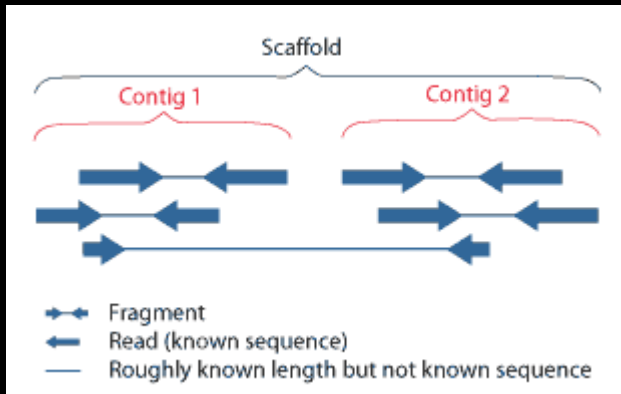 Scaffold
Contig 1
Contig 2
Fragment
Read (known sequence)
Roughly known length but not known sequence